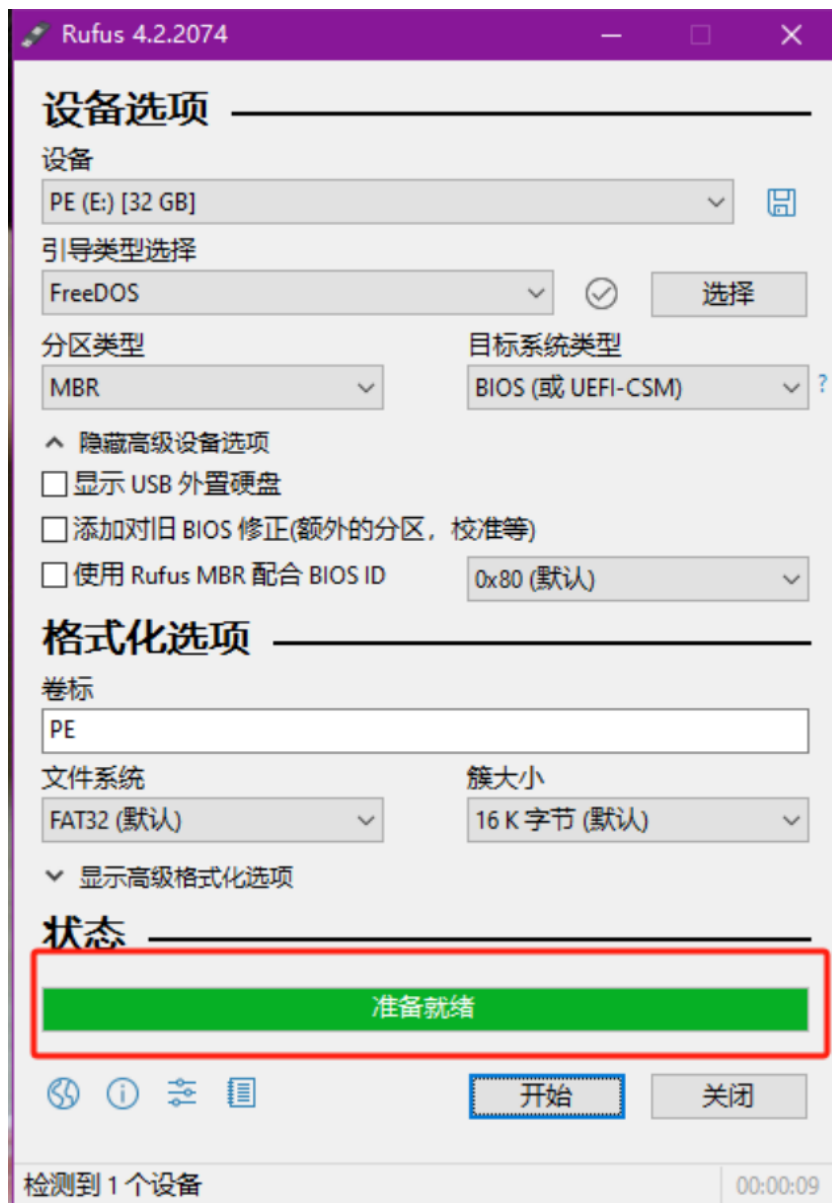 Rufus 4.2.2074
设备选项
设备
PE (E:) [32 GB]
引导类型选择
FreeDOS
选择
分区类型
目标系统类型
MBR
BIOS (或 UEFI-CSM)
?
隐藏高级设备选项
显示 USB 外置硬盘
添加对旧 BIOS 修正(额外的分区，校准等)
使用 Rufus MBR 配合 BIOS ID
0x80 (默认)
格式化选项
卷标
PE
文件系统
簇大小
FAT32 (默认)
16 K 字节 (默认)
显示高级格式化选项
状态
准备就绪
开始
关闭
检测到 1 个设备
00:00:09